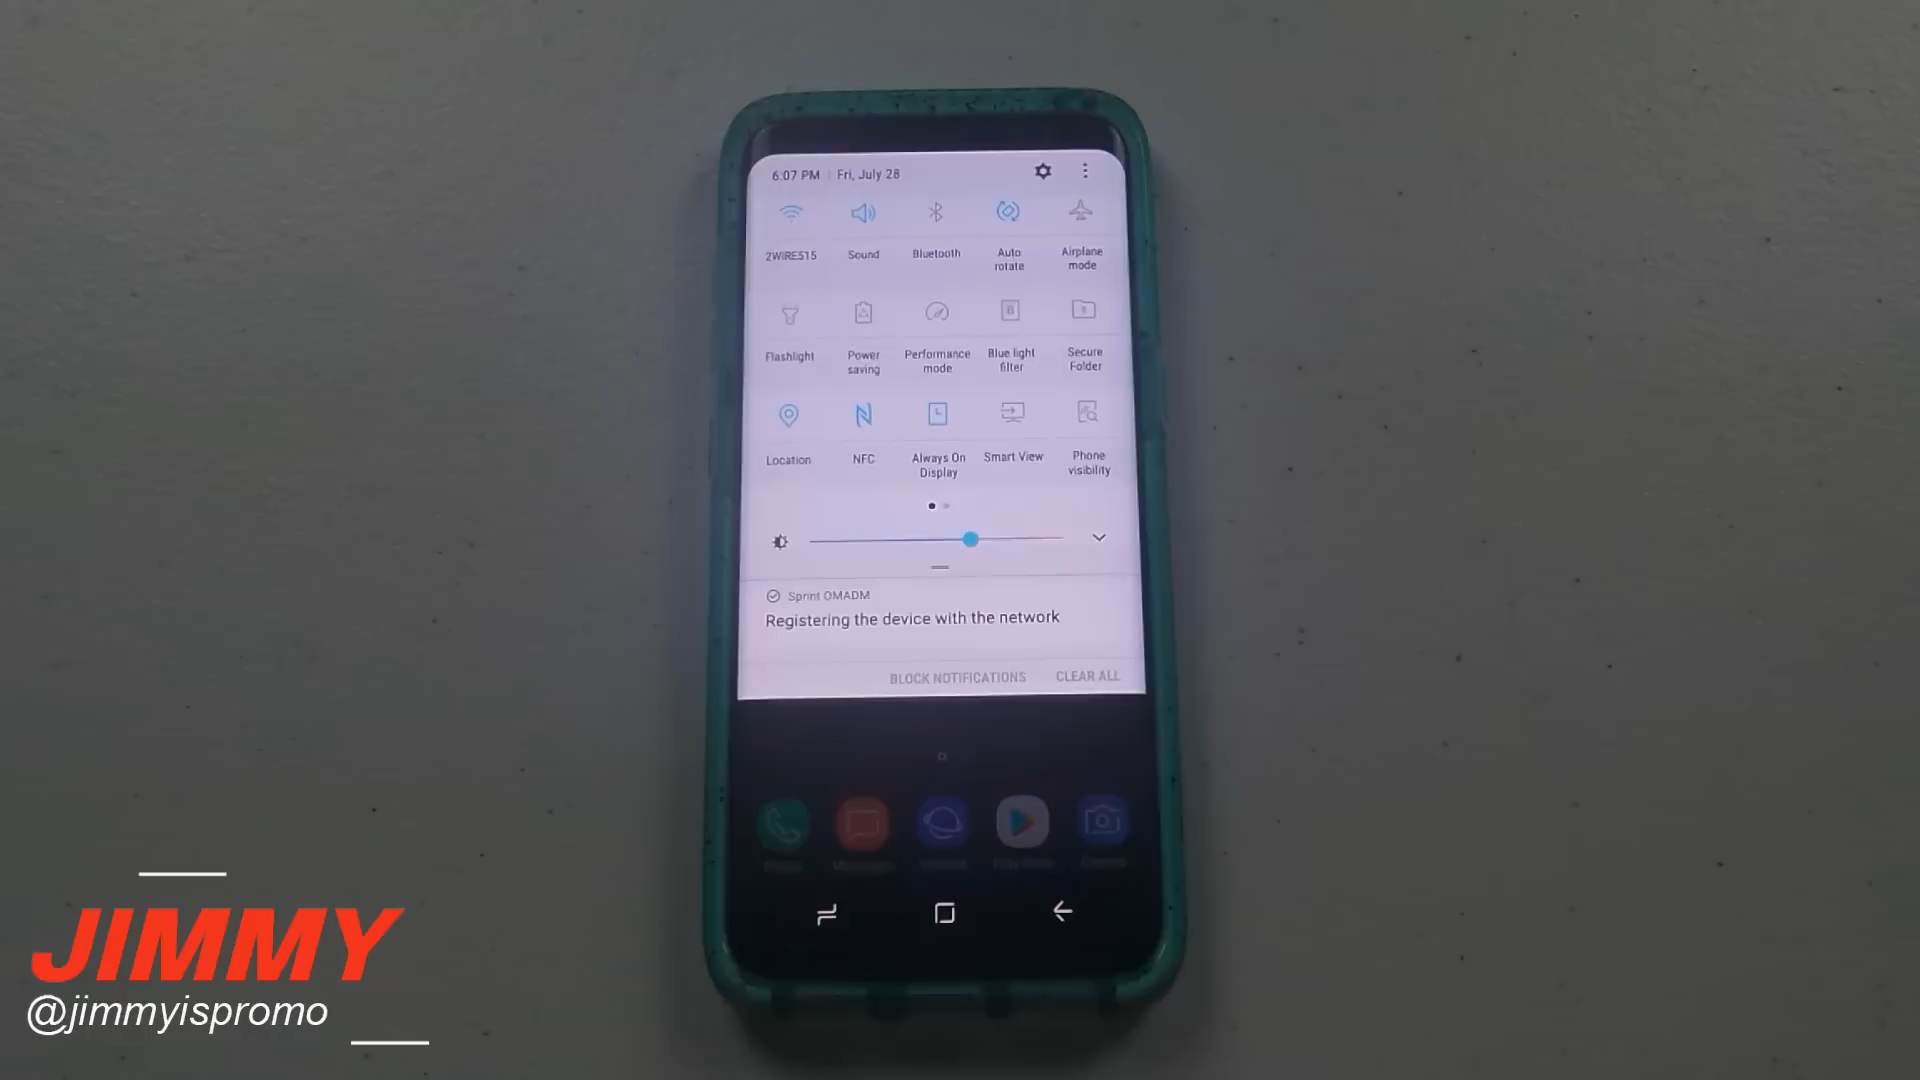 6:07 PM Fri, July 28
2WIRE515 Sound Bluetooth Auto rotate Airplane mode
Flashlight Power saving Performance mode Blue light filter Secure Folder
Location NFC Always On Display Smart View Phone visibility
Sprint OMADM
Registering the device with the network
BLOCK NOTIFICATIONS CLEAR ALL
JIMMY
@jimmyispromo